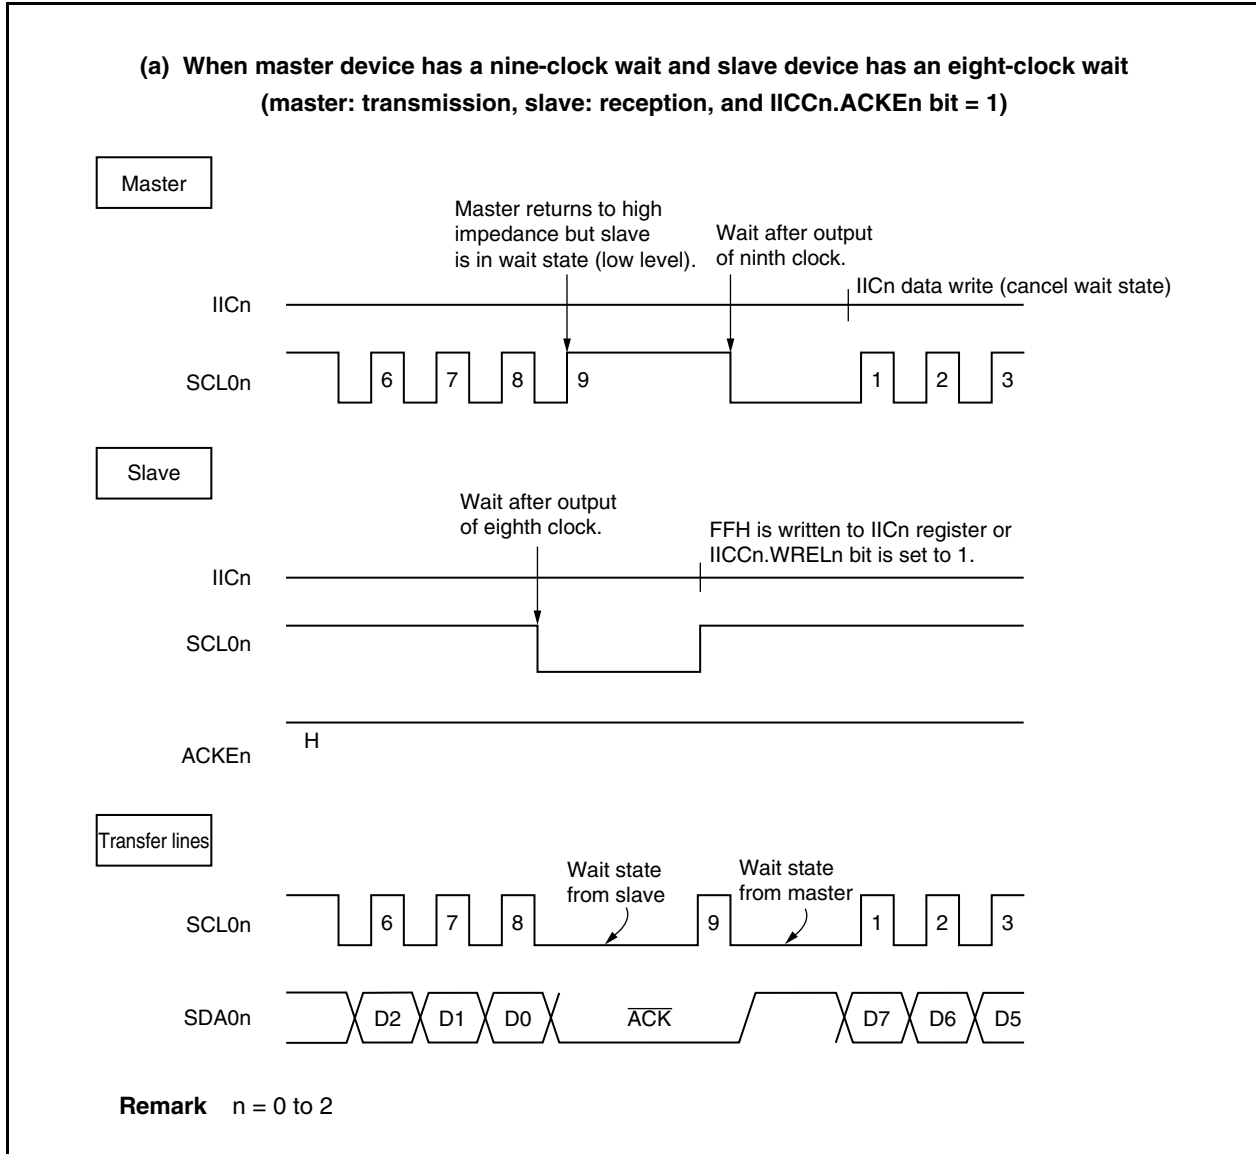 (a) When master device has a nine-clock wait and slave device has an eight-clock wait
(master: transmission, slave: reception, and IICCn.ACKEn bit = 1)
Master
Master returns to high
impedance but slave
is in wait state (low level).
Wait after output
of ninth clock.
IICn data write (cancel wait state)
IICn
SCL0n
6
7
8
9
1
2
3
Slave
Wait after output
of eighth clock.
FFH is written to IICn register or
IICCn.WRELn bit is set to 1.
IICn
SCL0n
H
ACKEn
Transfer lines
Wait state
from slave
Wait state
from master
SCL0n
6
7
8
9
1
2
3
SDA0n
D2
D1
D0
ACK
D7
D6
D5
Remark n = 0 to 2